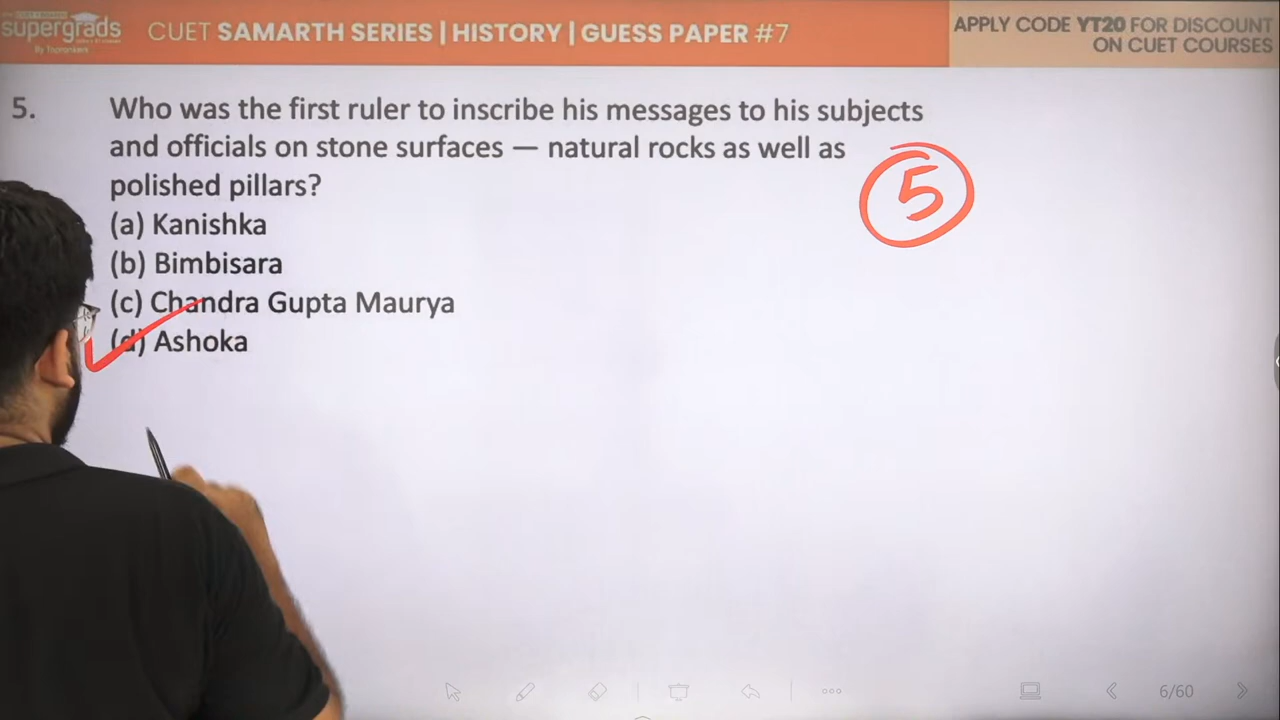 supergrads
By Toprankers
CUET SAMARTH SERIES | HISTORY | GUESS PAPER #7
APPLY CODE YT20 FOR DISCOUNT
ON CUET COURSES
5. Who was the first ruler to inscribe his messages to his subjects
and officials on stone surfaces — natural rocks as well as
polished pillars?
5
(a) Kanishka
(b) Bimbisara
(c) Chandra Gupta Maurya
(d) Ashoka
6/60